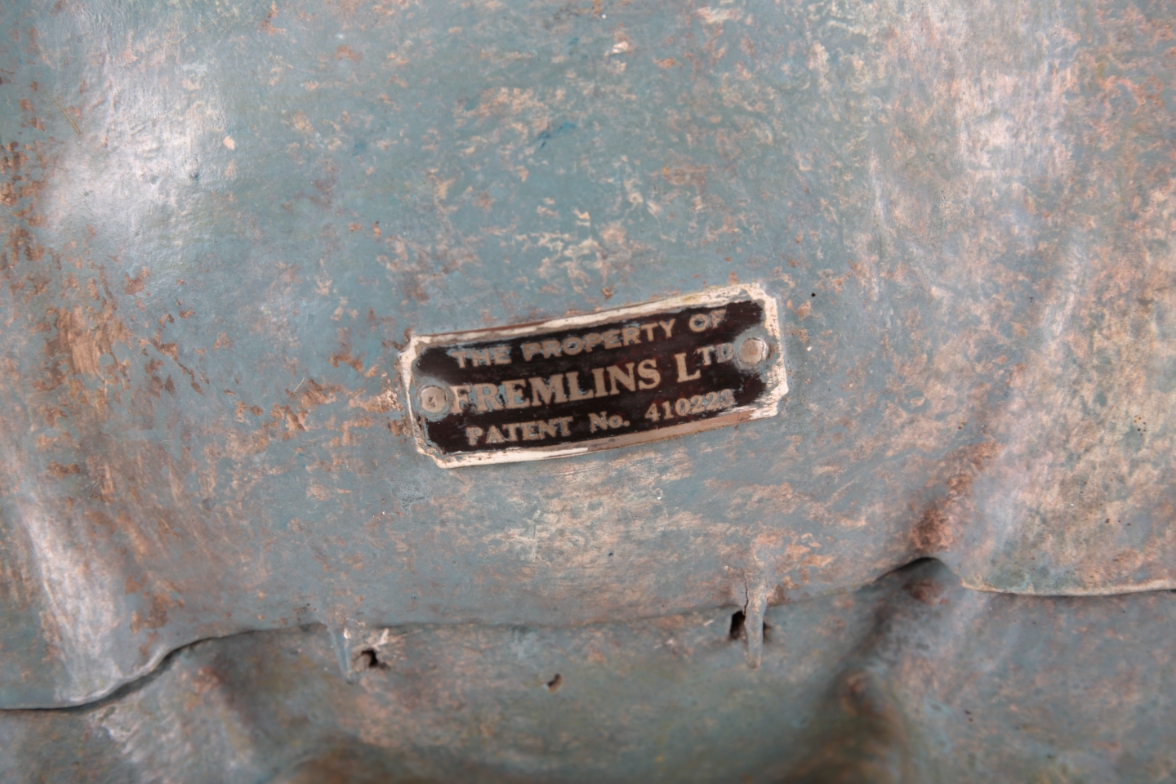 THE PROPERTY OF
FREMLINS LTD
PATENT No. 410223